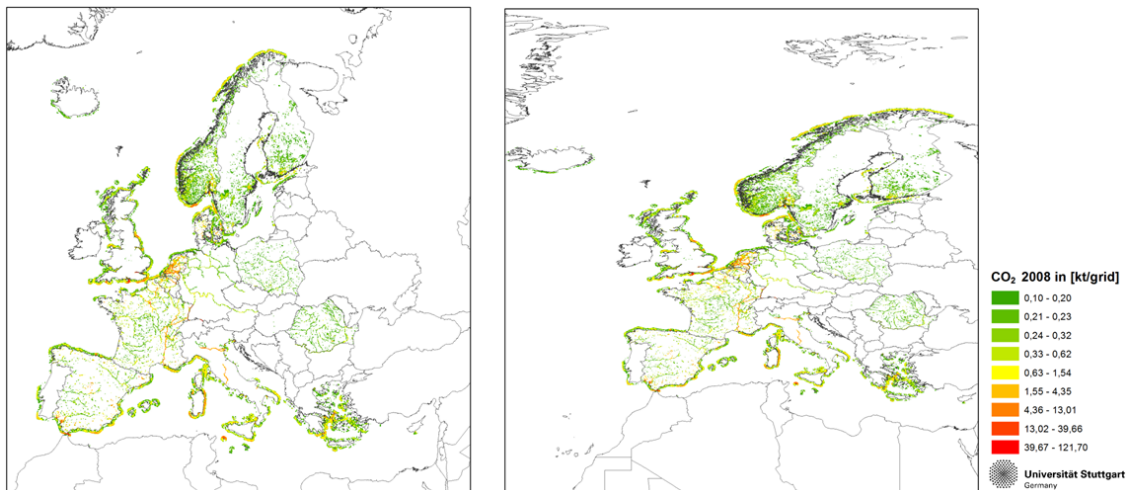 CO₂ 2008 in [kt/grid]
0,10 - 0,20
0,21 - 0,23
0,24 - 0,32
0,33 - 0,62
0,63 - 1,54
1,55 - 4,35
4,36 - 13,01
13,02 - 39,66
39,67 - 121,70
Universität Stuttgart
Germany